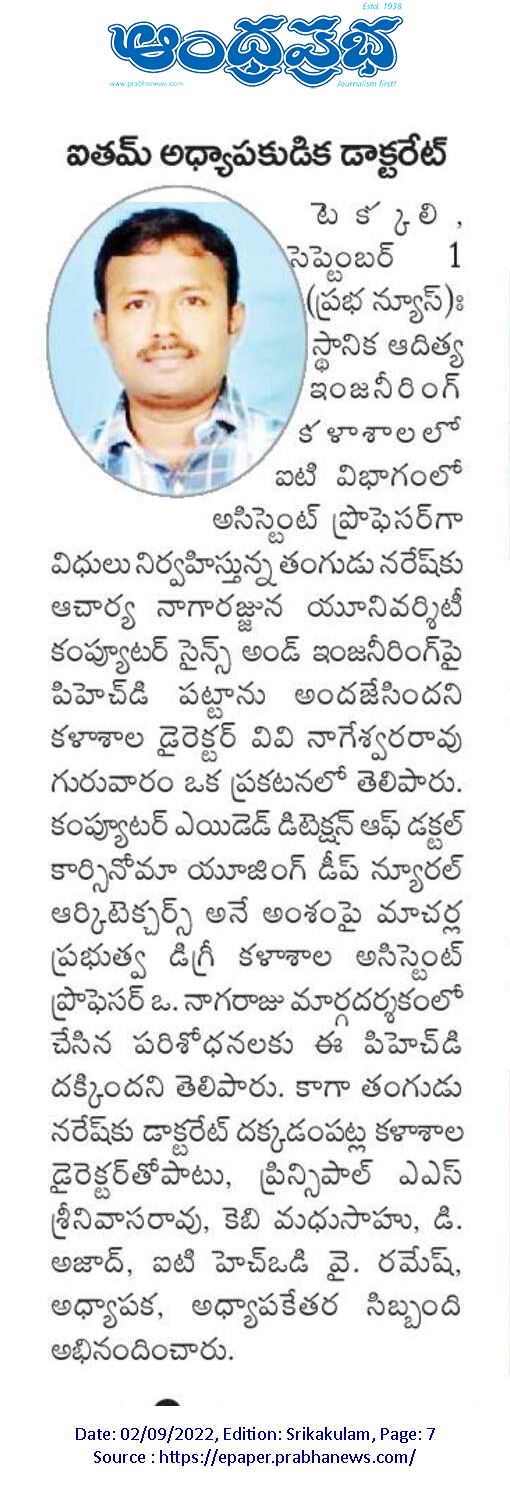 Estd. 1938
ఆంధ్రప్రభ
www.prabhanews.com
Journalism first!
ఐతమ్ అధ్యాపకుడిక డాక్టరేట్
టెక్కలి,
సెప్టెంబర్ 1
(ప్రభ న్యూస్):
స్థానిక ఆదిత్య
ఇంజనీరింగ్
కళాశాలలో
ఐటి విభాగంలో
అసిస్టెంట్ ప్రొఫెసర్‌గా
విధులు నిర్వహిస్తున్న తంగుడు నరేష్‌కు
ఆచార్య నాగారజ్జున యూనివర్శిటీ
కంప్యూటర్ సైన్స్ అండ్ ఇంజనీరింగ్‌పై
పిహెచ్‌డి పట్టాను అందజేసిందని
కళాశాల డైరెక్టర్ వివి నాగేశ్వరరావు
గురువారం ఒక ప్రకటనలో తెలిపారు.
కంప్యూటర్ ఎయిడెడ్ డిటెక్షన్ ఆఫ్ డక్టల్
కార్సినోమా యూజింగ్ డీప్ న్యూరల్
ఆర్కిటెక్చర్స్ అనే అంశంపై మాచర్ల
ప్రభుత్వ డిగ్రీ కళాశాల అసిస్టెంట్
ప్రొఫెసర్ ఒ. నాగరాజు మార్గదర్శకంలో
చేసిన పరిశోధనలకు ఈ పిహెచ్‌డి
దక్కిందని తెలిపారు. కాగా తంగుడు
నరేష్‌కు డాక్టరేట్ దక్కడంపట్ల కళాశాల
డైరెక్టర్‌తోపాటు, ప్రిన్సిపాల్ ఎఎస్
శ్రీనివాసరావు, కెబి మధుసాహు, డి.
అజాద్, ఐటి హెచ్ఒడి వై. రమేష్,
అధ్యాపక, అధ్యాపకేతర సిబ్బంది
అభినందించారు.
Date: 02/09/2022, Edition: Srikakulam, Page: 7
Source : https://epaper.prabhanews.com/